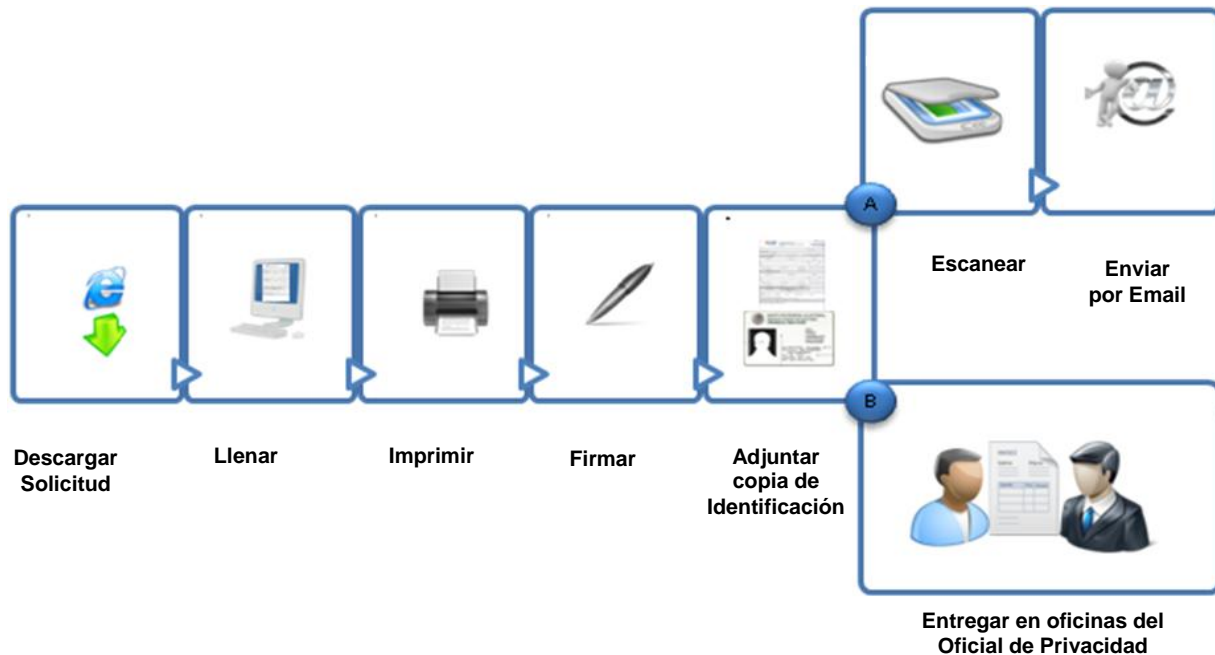 Descargar
Solicitud
Llenar
Imprimir
Firmar
Adjuntar
copia de
Identificación
A
Escanear
Enviar
por Email
B
Entregar en oficinas del
Oficial de Privacidad